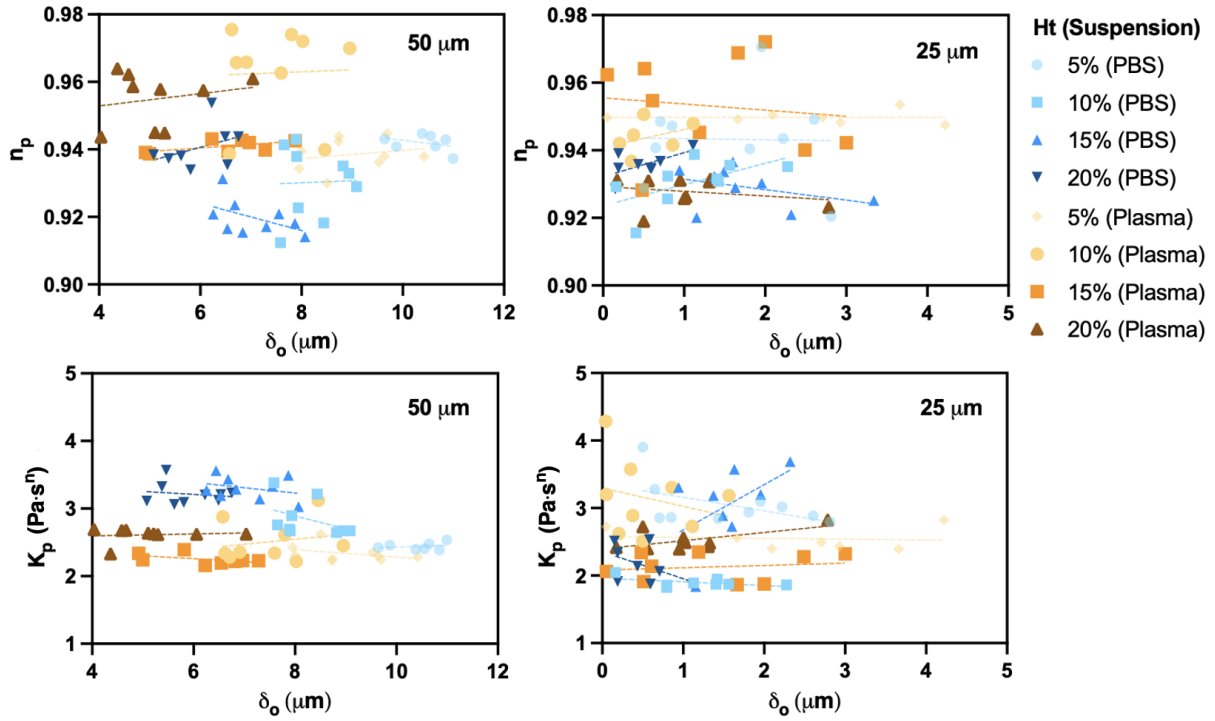 50 μm
0.98
0.96
0.94
0.92
0.90
n_p
4 6 8 10 12
δ_o (μm)
25 μm
0.98
0.96
0.94
0.92
0.90
n_p
0 1 2 3 4 5
δ_o (μm)
Ht (Suspension)
5% (PBS)
10% (PBS)
15% (PBS)
20% (PBS)
5% (Plasma)
10% (Plasma)
15% (Plasma)
20% (Plasma)
50 μm
5
4
3
2
1
K_p (Pa·s^n)
4 6 8 10 12
δ_o (μm)
25 μm
5
4
3
2
1
K_p (Pa·s^n)
0 1 2 3 4 5
δ_o (μm)